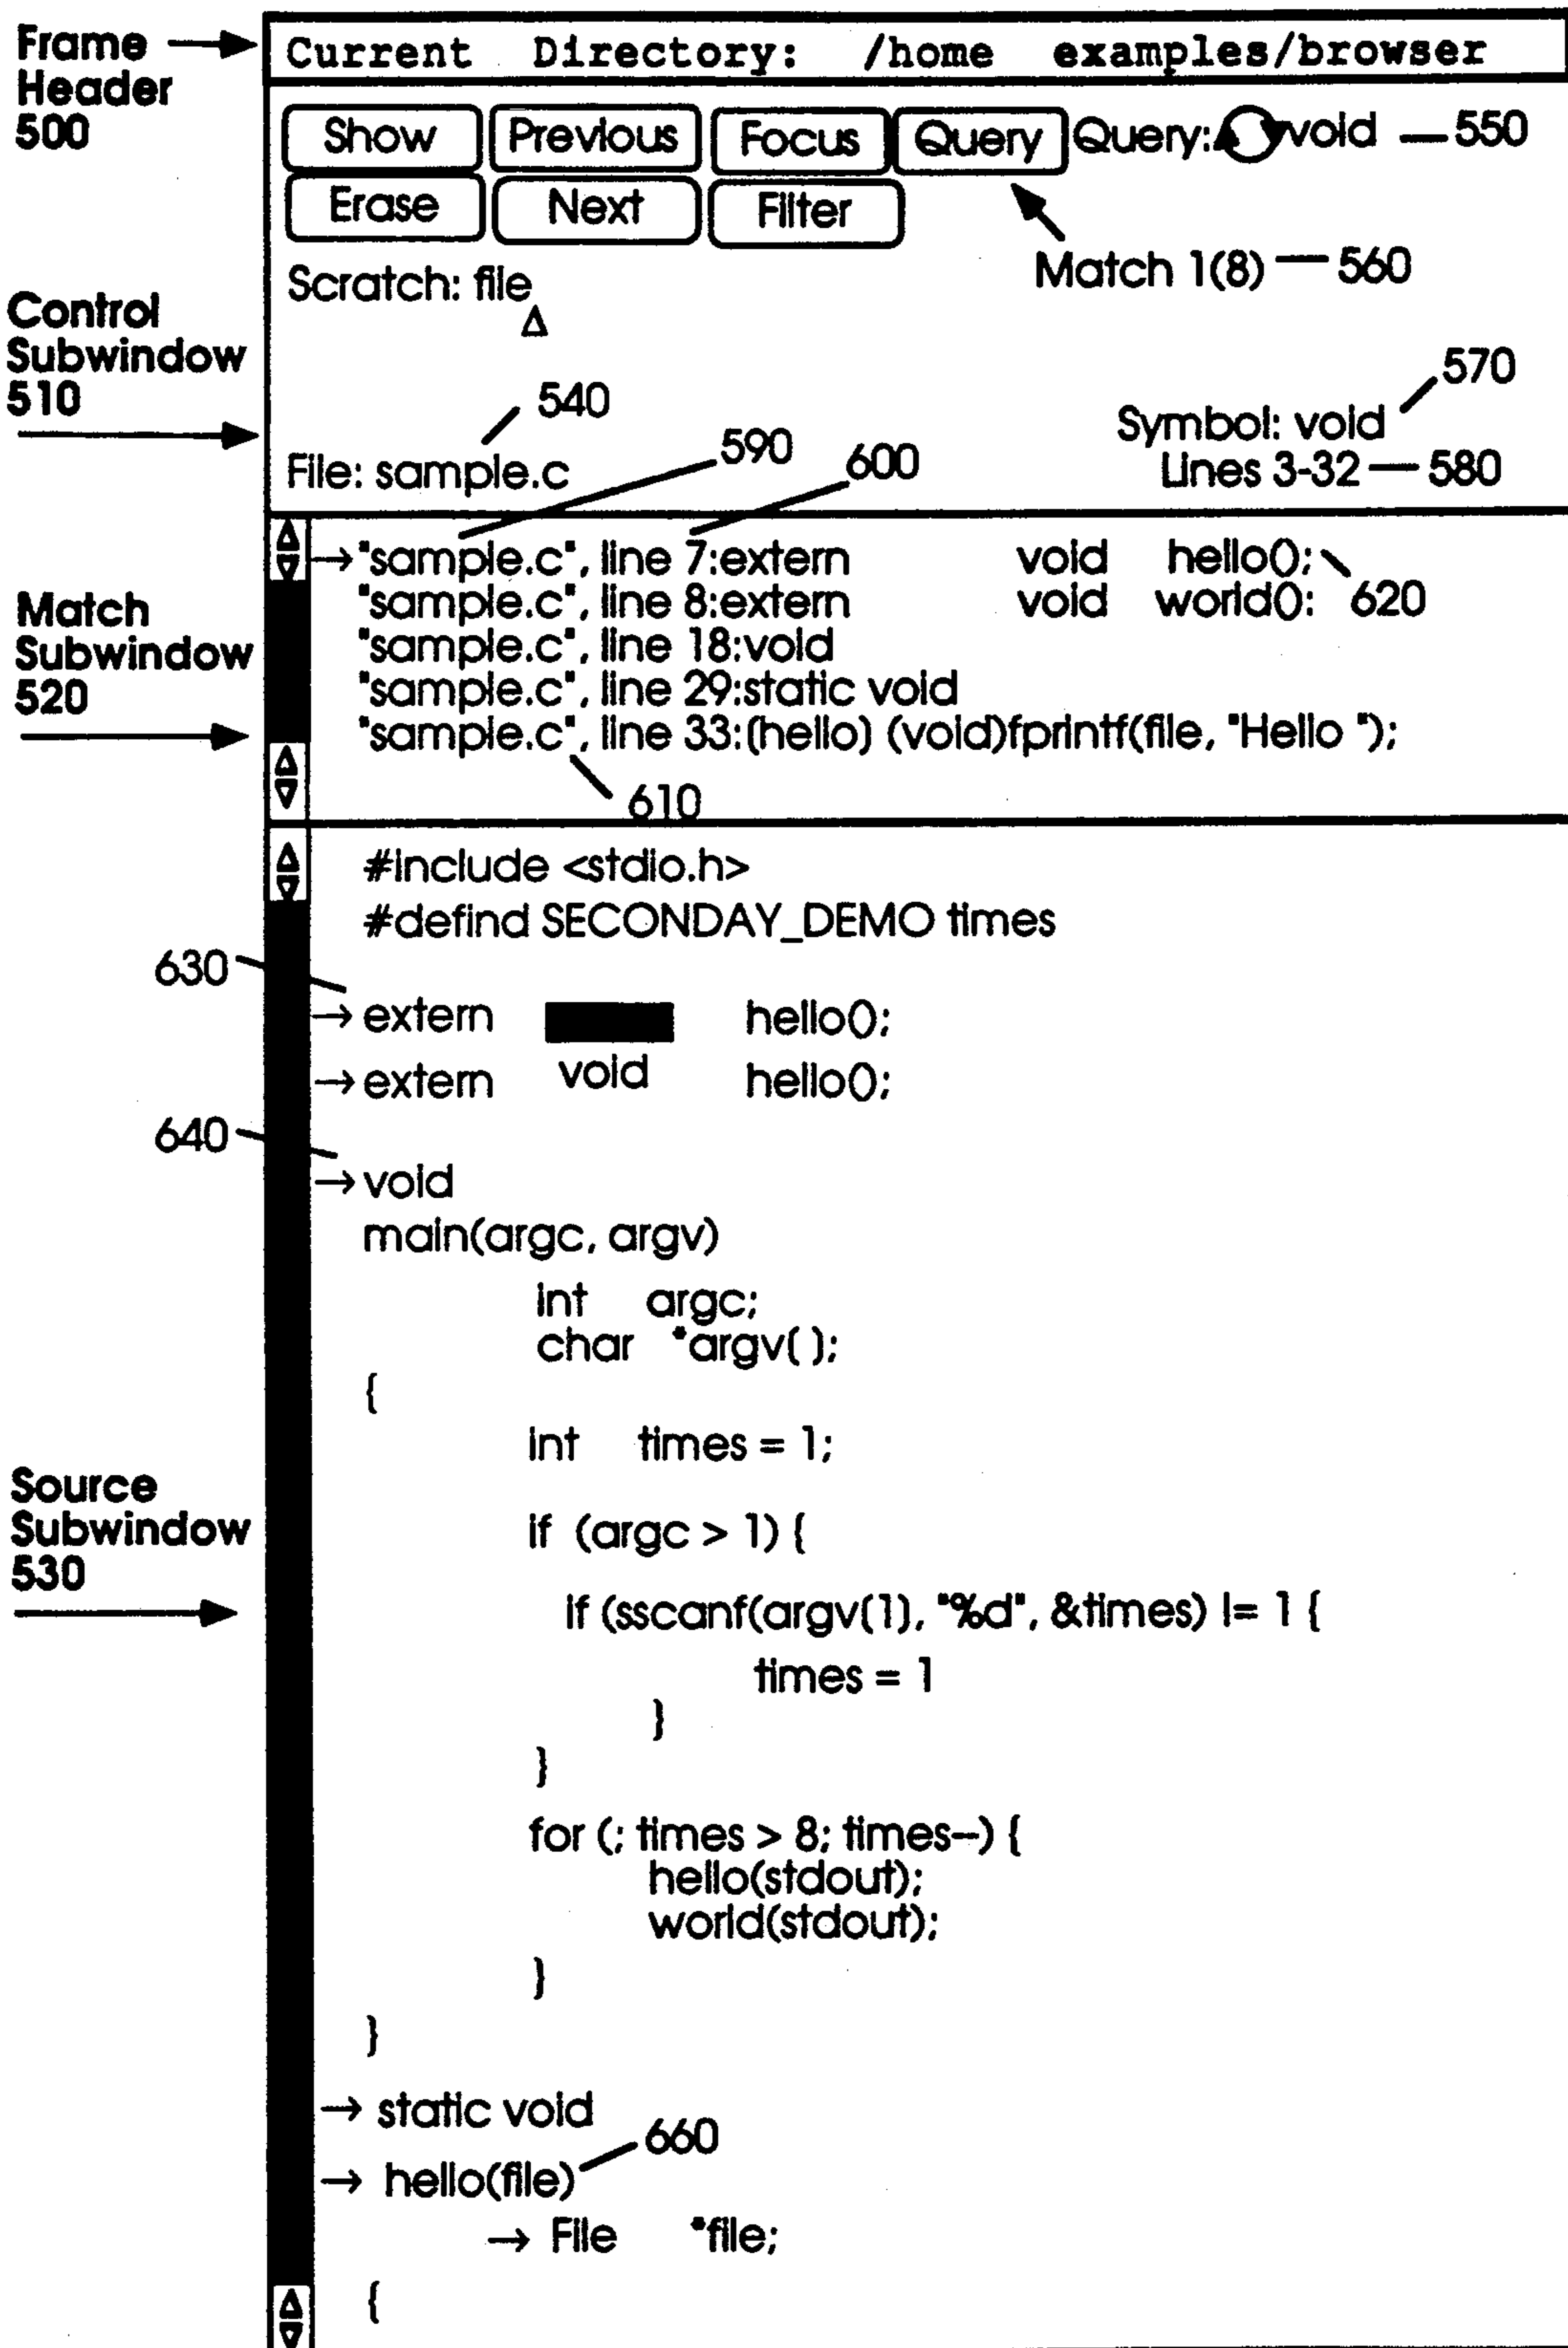 Frame Header 500
Current Directory: /home examples/browser
Show Previous Focus Query Query: void 550
Erase Next Filter
Match 1(8) 560
Scratch: file
Control Subwindow 510
540
570
Symbol: void
590 600
File: sample.c
Lines 3-32 580
"sample.c", line 7:extern void hello();
"sample.c", line 8:extern void world(): 620
Match Subwindow 520
"sample.c", line 18:void
"sample.c", line 29:static void
"sample.c", line 33:(hello) (void)fprintf(file, "Hello ");
610
#include <stdio.h>
#defind SECONDAY_DEMO times
630
extern hello();
extern void hello();
640
void
main(argc, argv)
int argc;
char *argv( );
{
int times = 1;
Source Subwindow 530
if (argc > 1) {
if (sscanf(argv(1), "%d", &times) != 1 {
times = 1
}
}
for (; times > 8; times--) {
hello(stdout);
world(stdout);
}
}
static void
660
hello(file)
File *file;
{